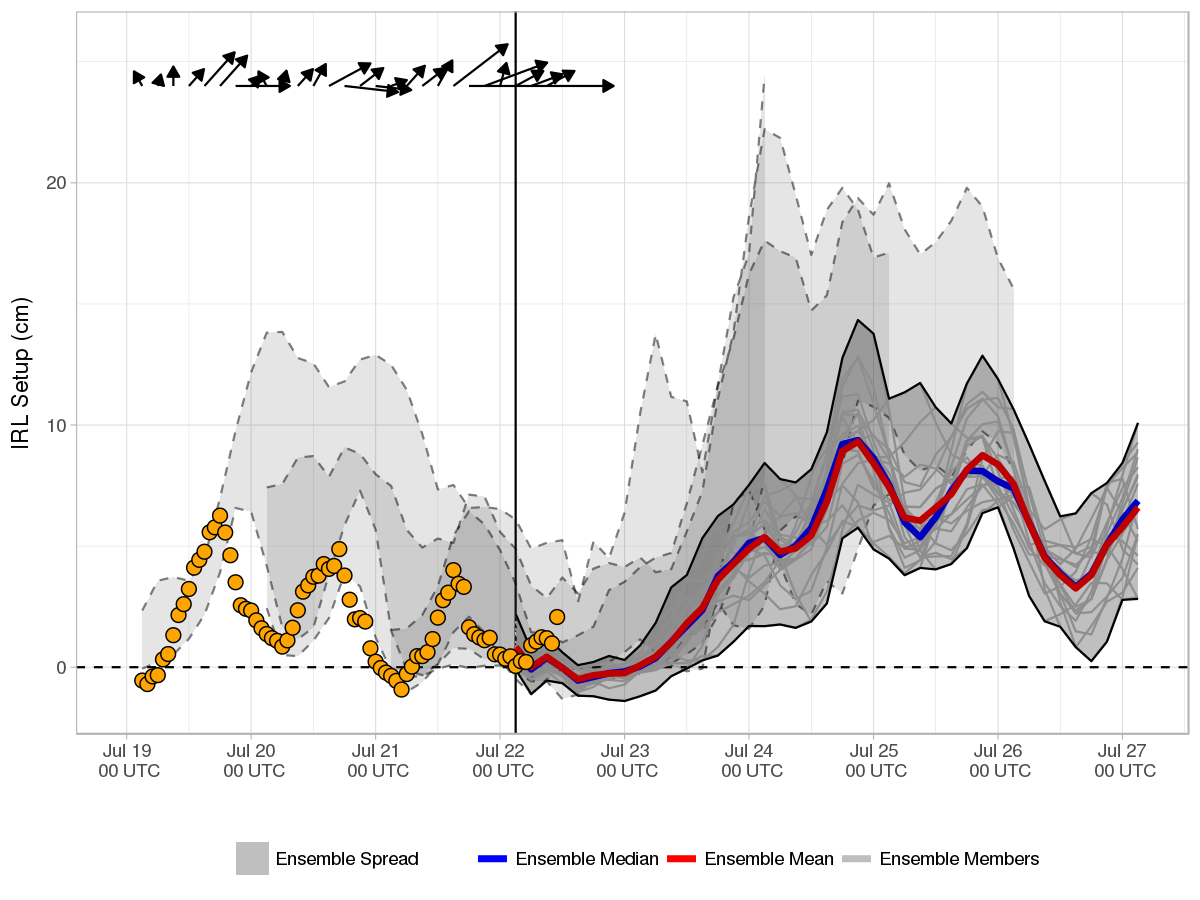 IRL Setup (cm)
20
10
0
Jul 19 Jul 20 Jul 21 Jul 22 Jul 23 Jul 24 Jul 25 Jul 26 Jul 27
00 UTC 00 UTC 00 UTC 00 UTC 00 UTC 00 UTC 00 UTC 00 UTC 00 UTC
Ensemble Spread Ensemble Median Ensemble Mean Ensemble Members